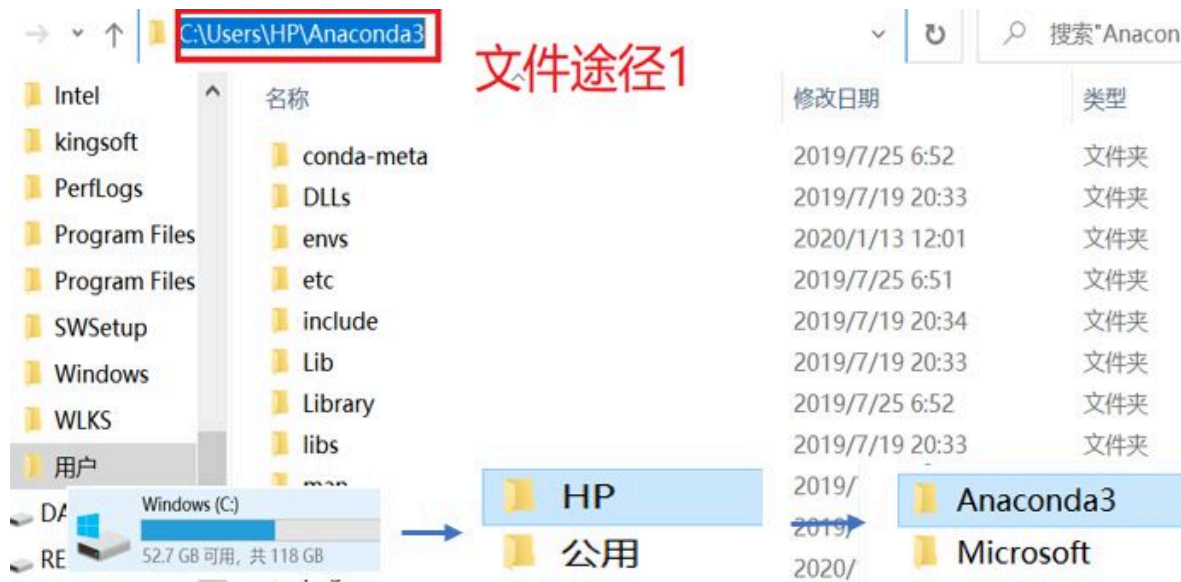 C:\Users\HP\Anaconda3
搜索"Anacon
文件途径1
Intel
kingsoft
PerfLogs
Program Files
Program Files
SWSetup
Windows
WLKS
用户
名称 修改日期 类型
conda-meta 2019/7/25 6:52 文件夹
DLLs 2019/7/19 20:33 文件夹
envs 2020/1/13 12:01 文件夹
etc 2019/7/25 6:51 文件夹
include 2019/7/19 20:34 文件夹
Lib 2019/7/19 20:33 文件夹
Library 2019/7/25 6:52 文件夹
libs 2019/7/19 20:33 文件夹
2019/
2019/
2020/
DA
RE
Windows (C:)
52.7 GB 可用, 共 118 GB
HP
公用
Anaconda3
Microsoft